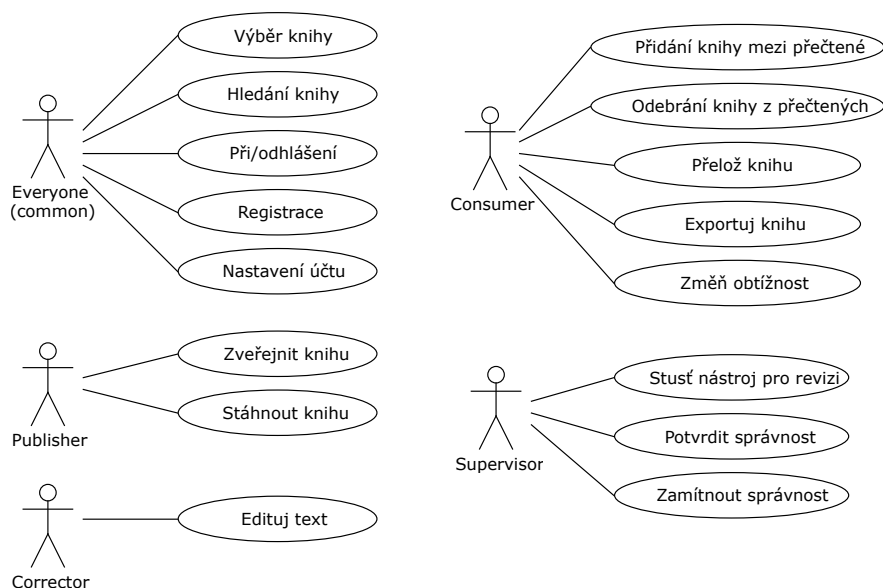 Výběr knihy
Hledání knihy
Při/odhlášení
Registrace
Nastavení účtu
Everyone
(common)
Přidání knihy mezi přečtené
Odebrání knihy z přečtených
Přelož knihu
Exportuj knihu
Změň obtížnost
Consumer
Zveřejnit knihu
Stáhnout knihu
Publisher
Stusť nástroj pro revizi
Potvrdit správnost
Zamítnout správnost
Supervisor
Edituj text
Corrector